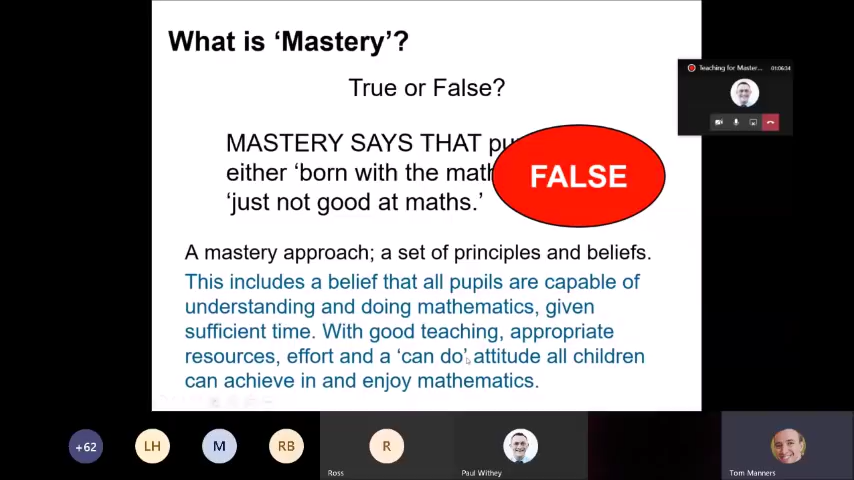 What is ‘Mastery’?
True or False?
MASTERY SAYS THAT
either ‘born with the
‘just not good at maths.’
FALSE
A mastery approach; a set of principles and beliefs.
This includes a belief that all pupils are capable of
understanding and doing mathematics, given
sufficient time. With good teaching, appropriate
resources, effort and a ‘can do’ attitude all children
can achieve in and enjoy mathematics.
Teaching for Master...
01:06:34
+62
LH
M
RB
R
Ross
Paul Withey
Tom Manners